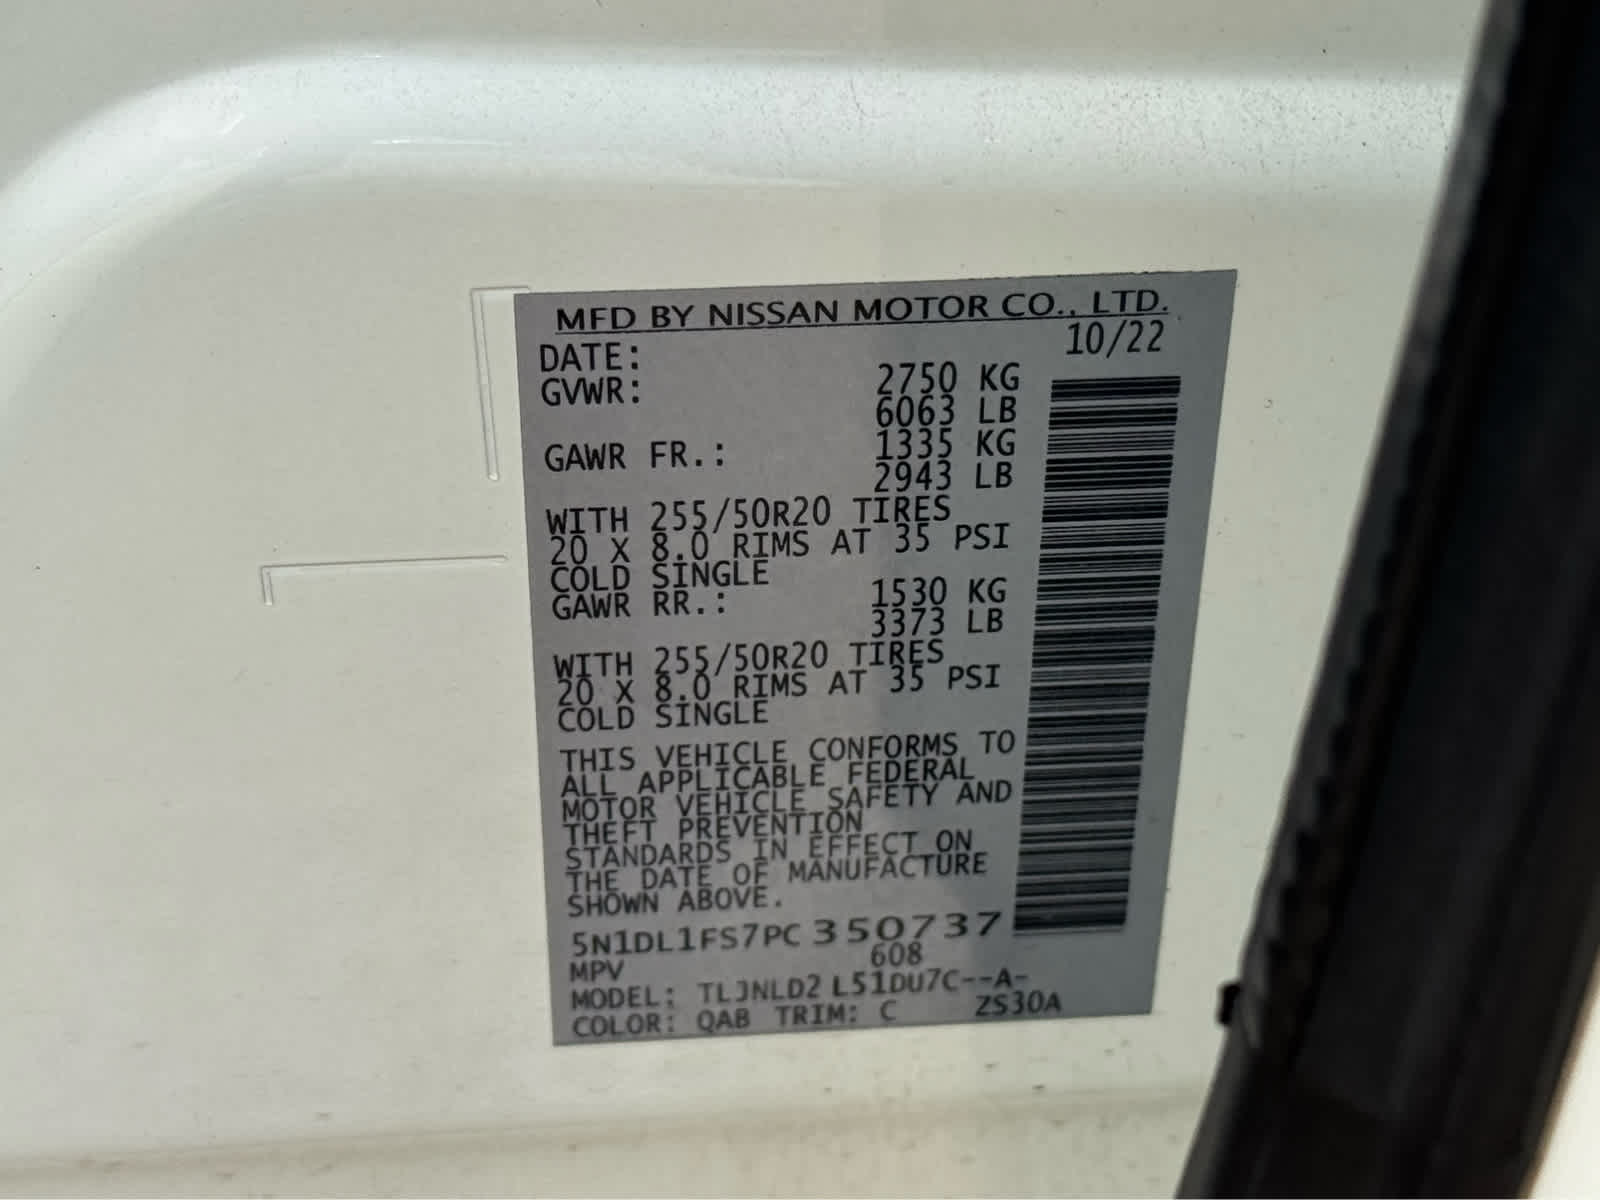 MFD BY NISSAN MOTOR CO., LTD.
DATE: 10/22
GVWR: 2750 KG
6063 LB
GAWR FR.: 1335 KG
2943 LB
WITH 255/50R20 TIRES
20 X 8.0 RIMS AT 35 PSI
COLD SINGLE
GAWR RR.: 1530 KG
3373 LB
WITH 255/50R20 TIRES
20 X 8.0 RIMS AT 35 PSI
COLD SINGLE
THIS VEHICLE CONFORMS TO
ALL APPLICABLE FEDERAL
MOTOR VEHICLE SAFETY AND
THEFT PREVENTION
STANDARDS IN EFFECT ON
THE DATE OF MANUFACTURE
SHOWN ABOVE.
5N1DL1FS7PC350737
MPV 608
MODEL: TLJNLD2 L51DU7C--A-
COLOR: QAB TRIM: C ZS30A